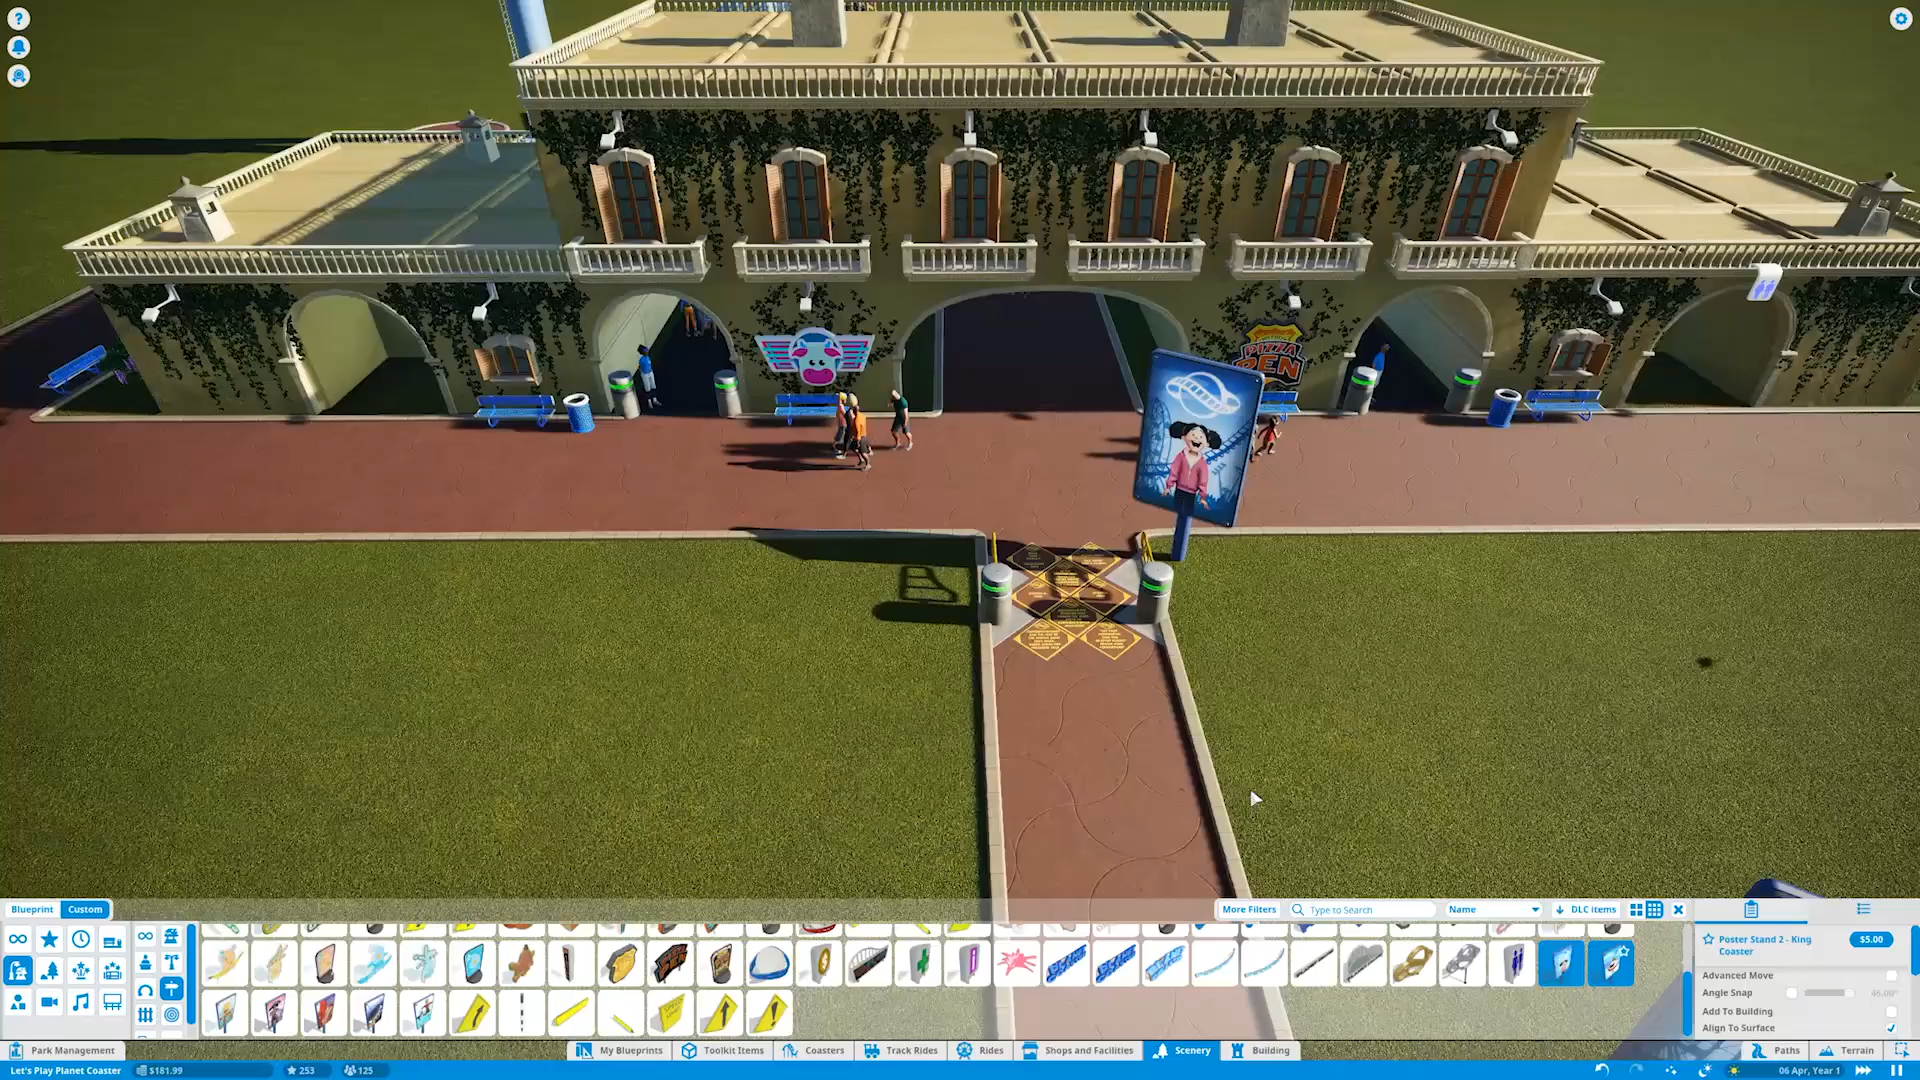 PIZZA
PEN
Blueprint
Custom
More Filters
Type to Search
Name
DLC items
Poster Stand 2 - King
Coaster
$5.00
Advanced Move
Angle Snap
Add To Building
Align To Surface
Park Management
My Blueprints
Toolkit Items
Coasters
Track Rides
Rides
Shops and Facilities
Scenery
Building
Paths
Terrain
Let's Play Planet Coaster
$181.99
253
125
06 Apr, Year 1